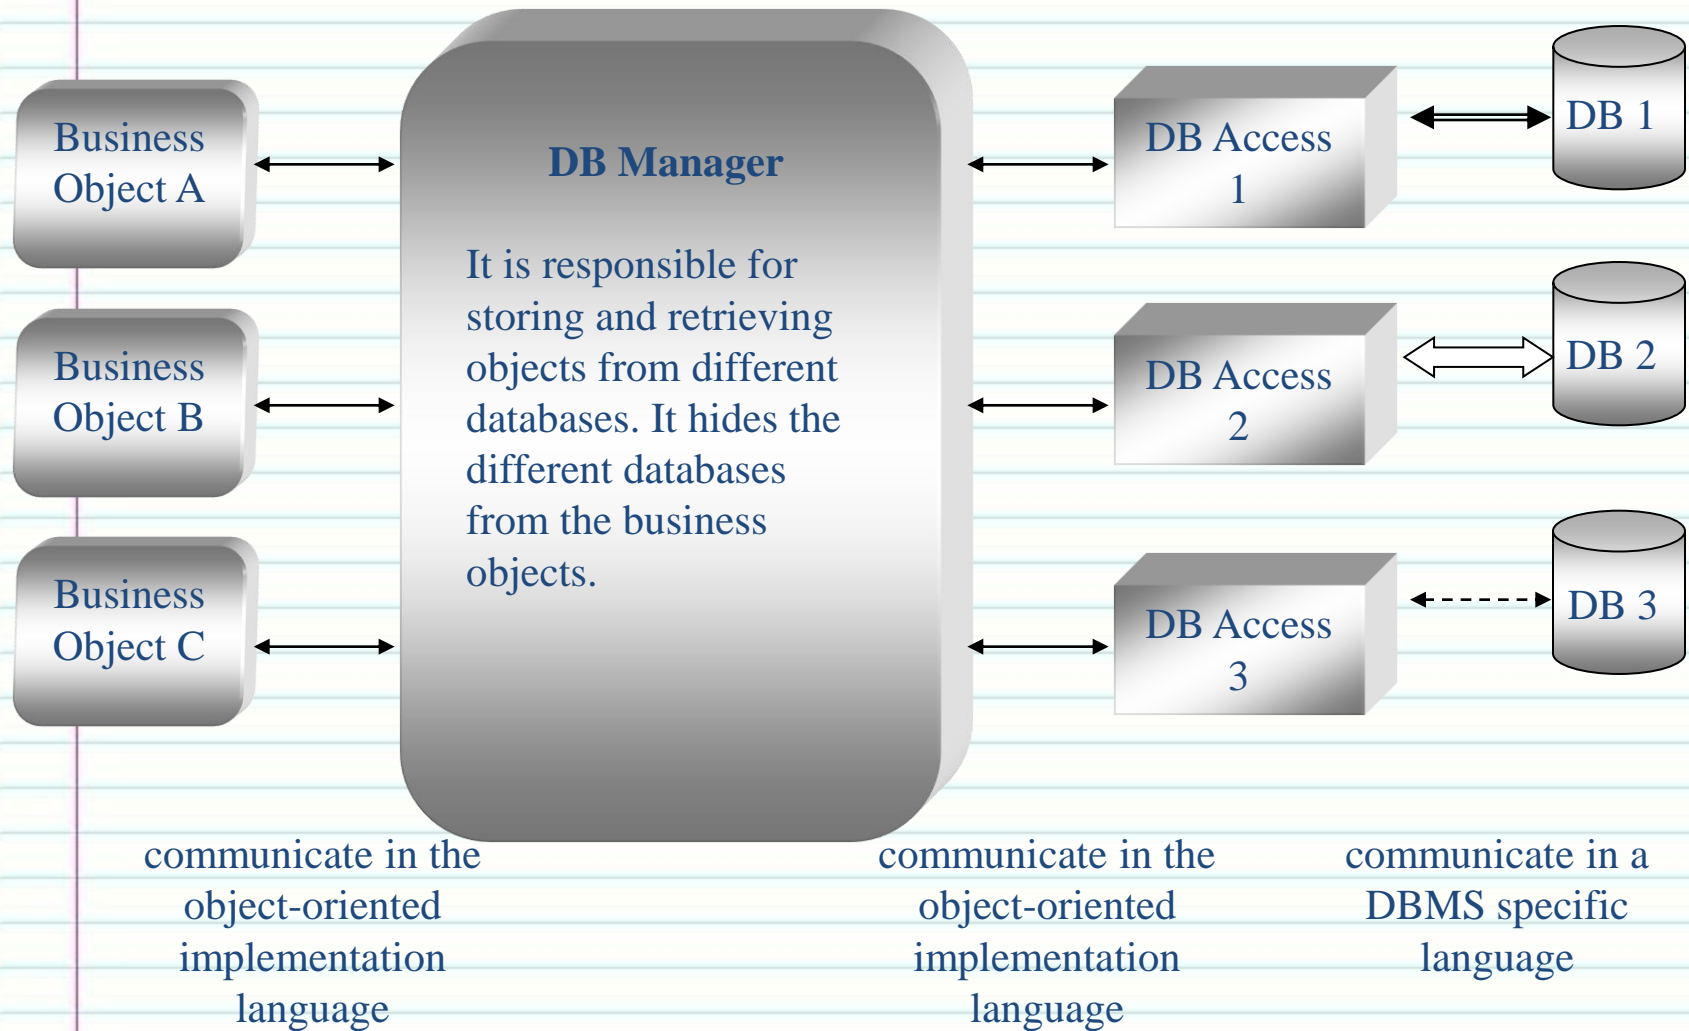 Business
Object A
Business
Object B
Business
Object C
DB Manager
It is responsible for
storing and retrieving
objects from different
databases. It hides the
different databases
from the business
objects.
DB Access
1
DB Access
2
DB Access
3
DB 1
DB 2
DB 3
communicate in the
object-oriented
implementation
language
communicate in the
object-oriented
implementation
language
communicate in a
DBMS specific
language